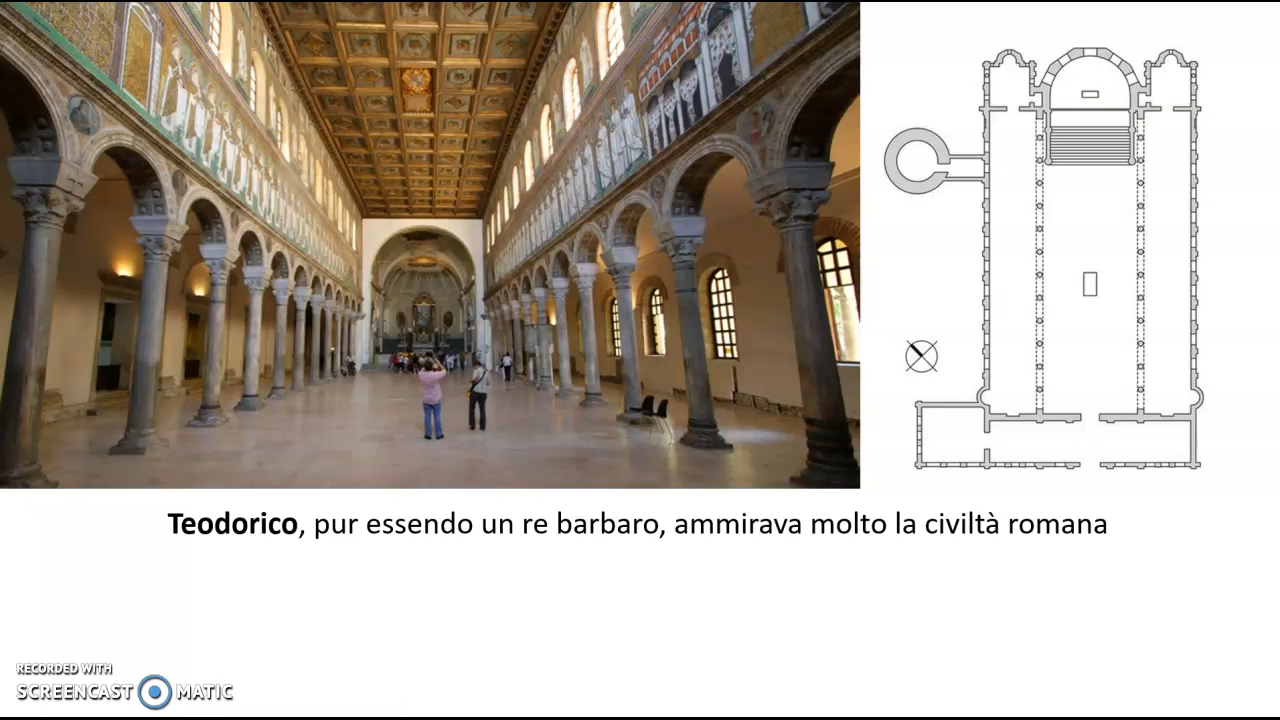 Teodorico, pur essendo un re barbaro, ammirava molto la civiltà romana
RECORDED WITH
SCREENCAST MATIC